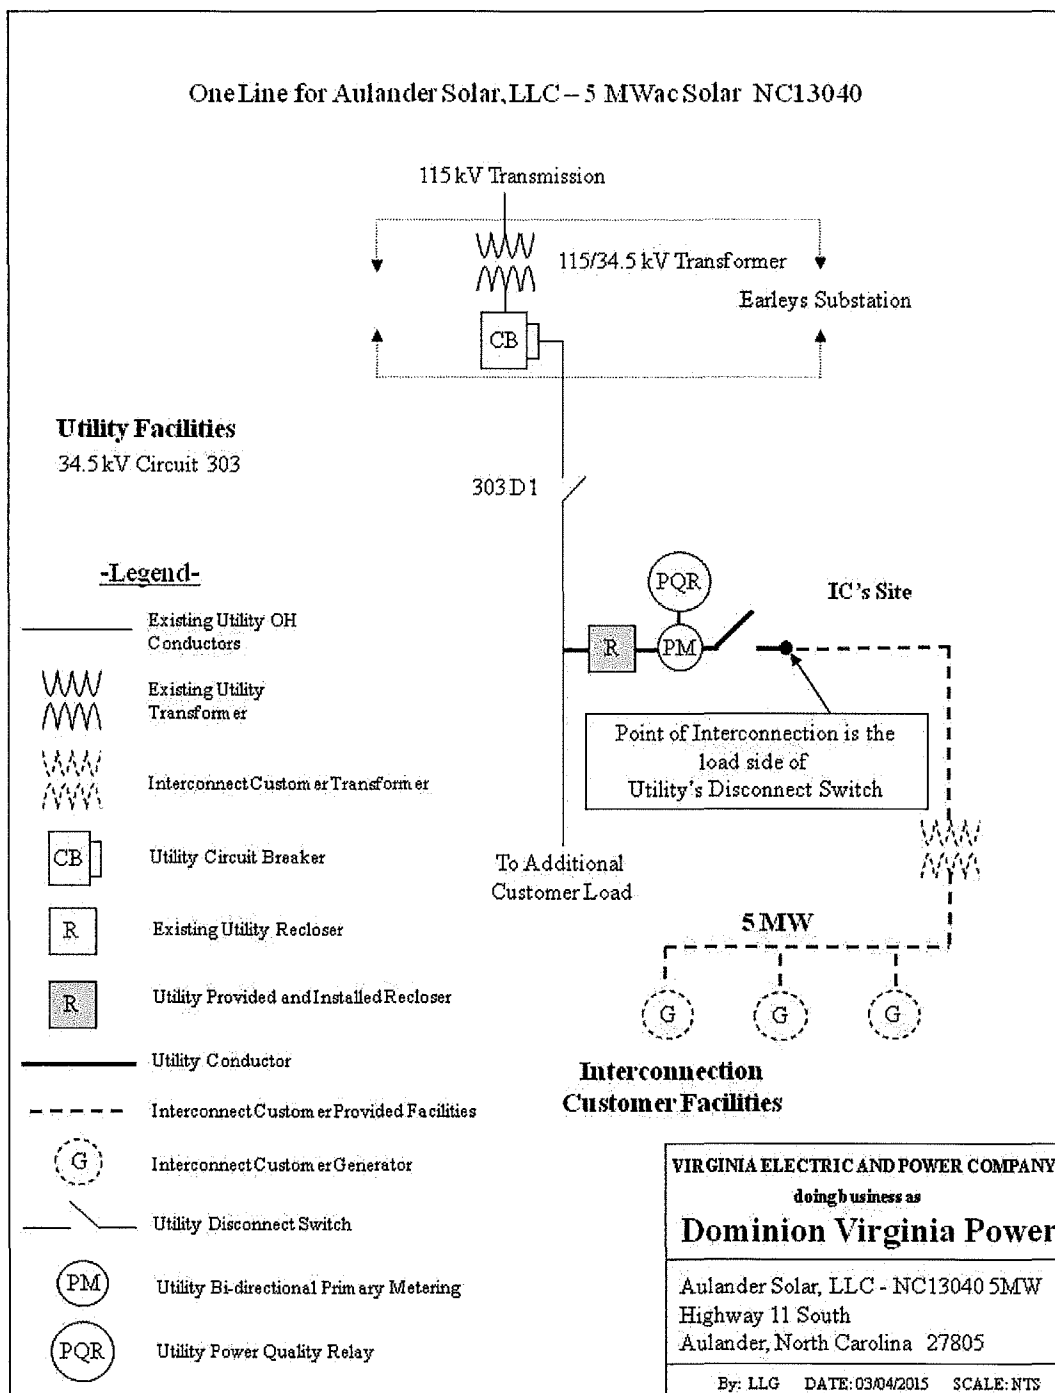 One Line for Aulander Solar, LLC – 5 MWac Solar NC13040
115 kV Transmission
115/34.5 kV Transformer
Earleys Substation
CB
Utility Facilities
34.5 kV Circuit 303
303 D1
-Legend-
Existing Utility OH
Conductors
Existing Utility
Transformer
Interconnect Customer Transformer
CB
Utility Circuit Breaker
R
Existing Utility Recloser
R
Utility Provided and Installed Recloser
Utility Conductor
Interconnect Customer Provided Facilities
G
Interconnect Customer Generator
Utility Disconnect Switch
PM
Utility Bi-directional Primary Metering
PQR
Utility Power Quality Relay
PQR
IC's Site
R
PM
Point of Interconnection is the
load side of
Utility's Disconnect Switch
To Additional
Customer Load
5 MW
G
G
G
Interconnection
Customer Facilities
VIRGINIA ELECTRIC AND POWER COMPANY
doing business as
Dominion Virginia Power
Aulander Solar, LLC - NC13040 5MW
Highway 11 South
Aulander, North Carolina 27805
By: LLG DATE: 03/04/2015 SCALE: NTS